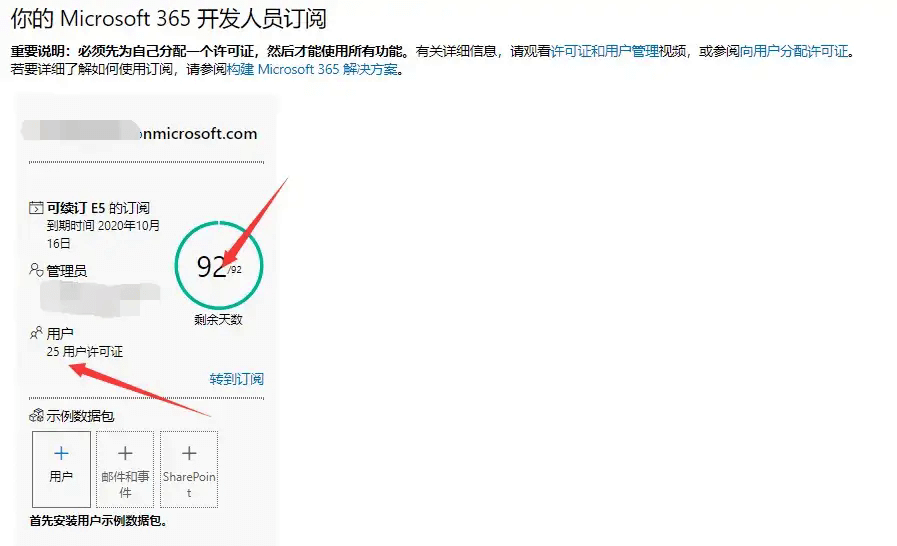 你的 Microsoft 365 开发人员订阅
重要说明：必须先为自己分配一个许可证，然后才能使用所有功能。有关详细信息，请观看许可证和用户管理视频，或参阅向用户分配许可证。
若要详细了解如何使用订阅，请参阅构建 Microsoft 365 解决方案。
onmicrosoft.com
可续订 E5 的订阅
到期时间 2020年10月
16日
92/92
管理员
剩余天数
用户
25 用户许可证
转到订阅
示例数据包
+ + +
用户 邮件和事 SharePoin
件 t
首先安装用户示例数据包。